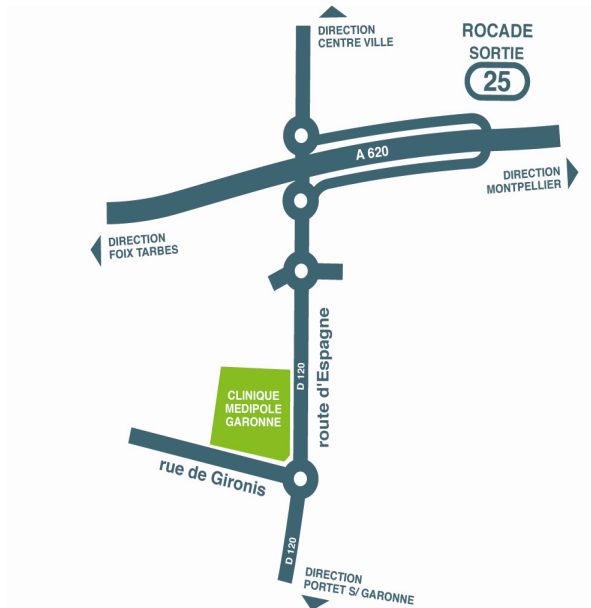 DIRECTION
CENTRE VILLE
ROCADE
SORTIE
25
A 620
DIRECTION
MONTPELLIER
DIRECTION
FOIX TARBES
route d'Espagne
D 120
CLINIQUE
MEDIPOLE
GARONNE
rue de Gironis
D 120
DIRECTION
PORTET S/ GARONNE